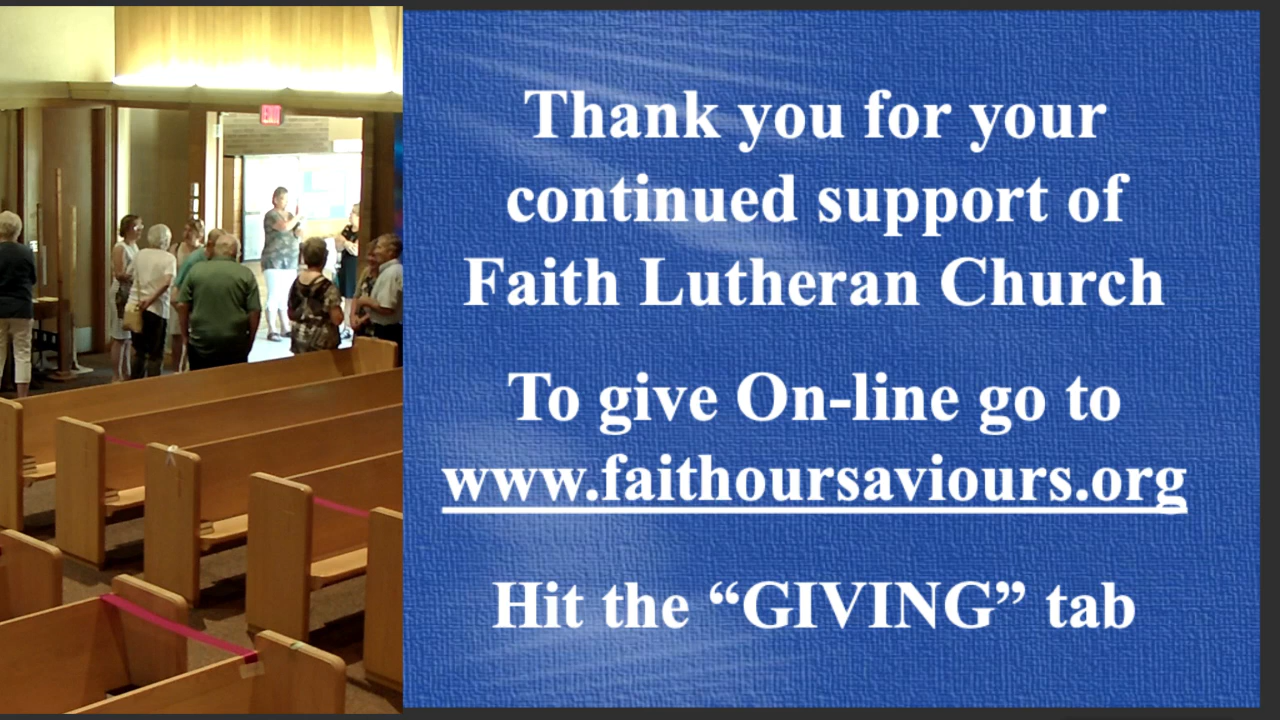 EXIT
Thank you for your
continued support of
Faith Lutheran Church
To give On-line go to
www.faithoursaviours.org
Hit the “GIVING” tab